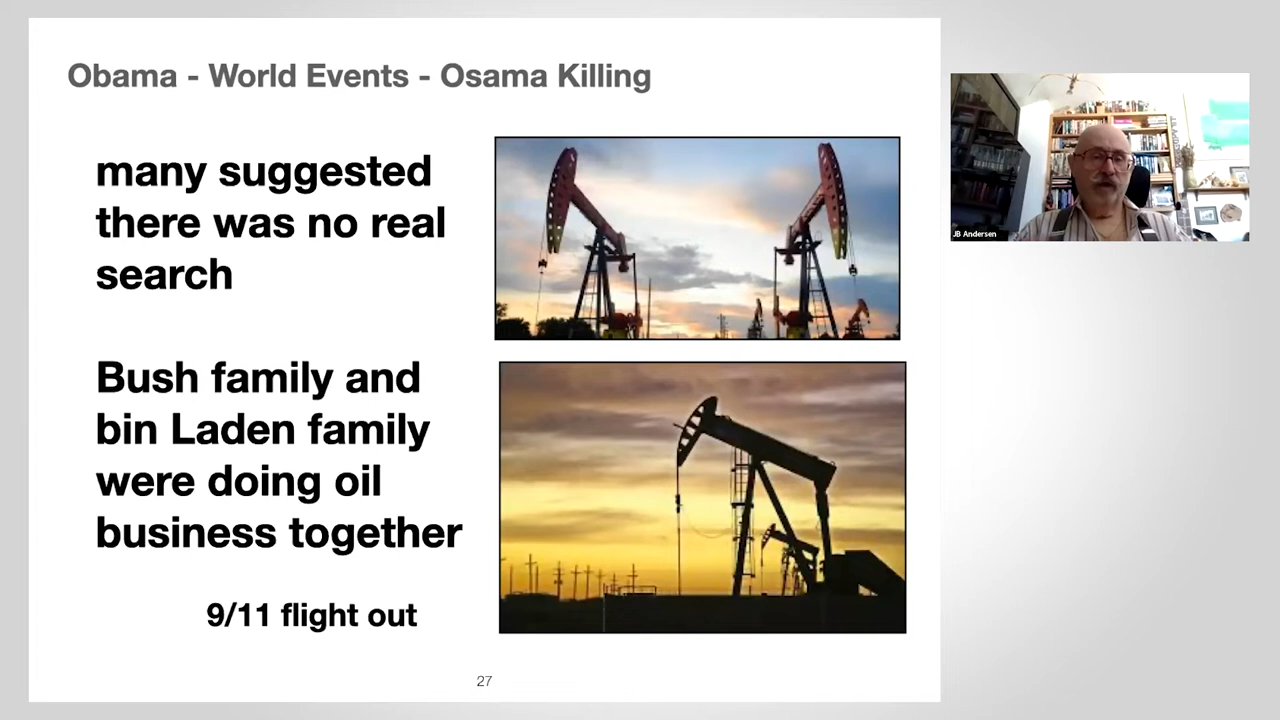 Obama - World Events - Osama Killing
many suggested
there was no real
search
Bush family and
bin Laden family
were doing oil
business together
9/11 flight out
27
JB Andersen